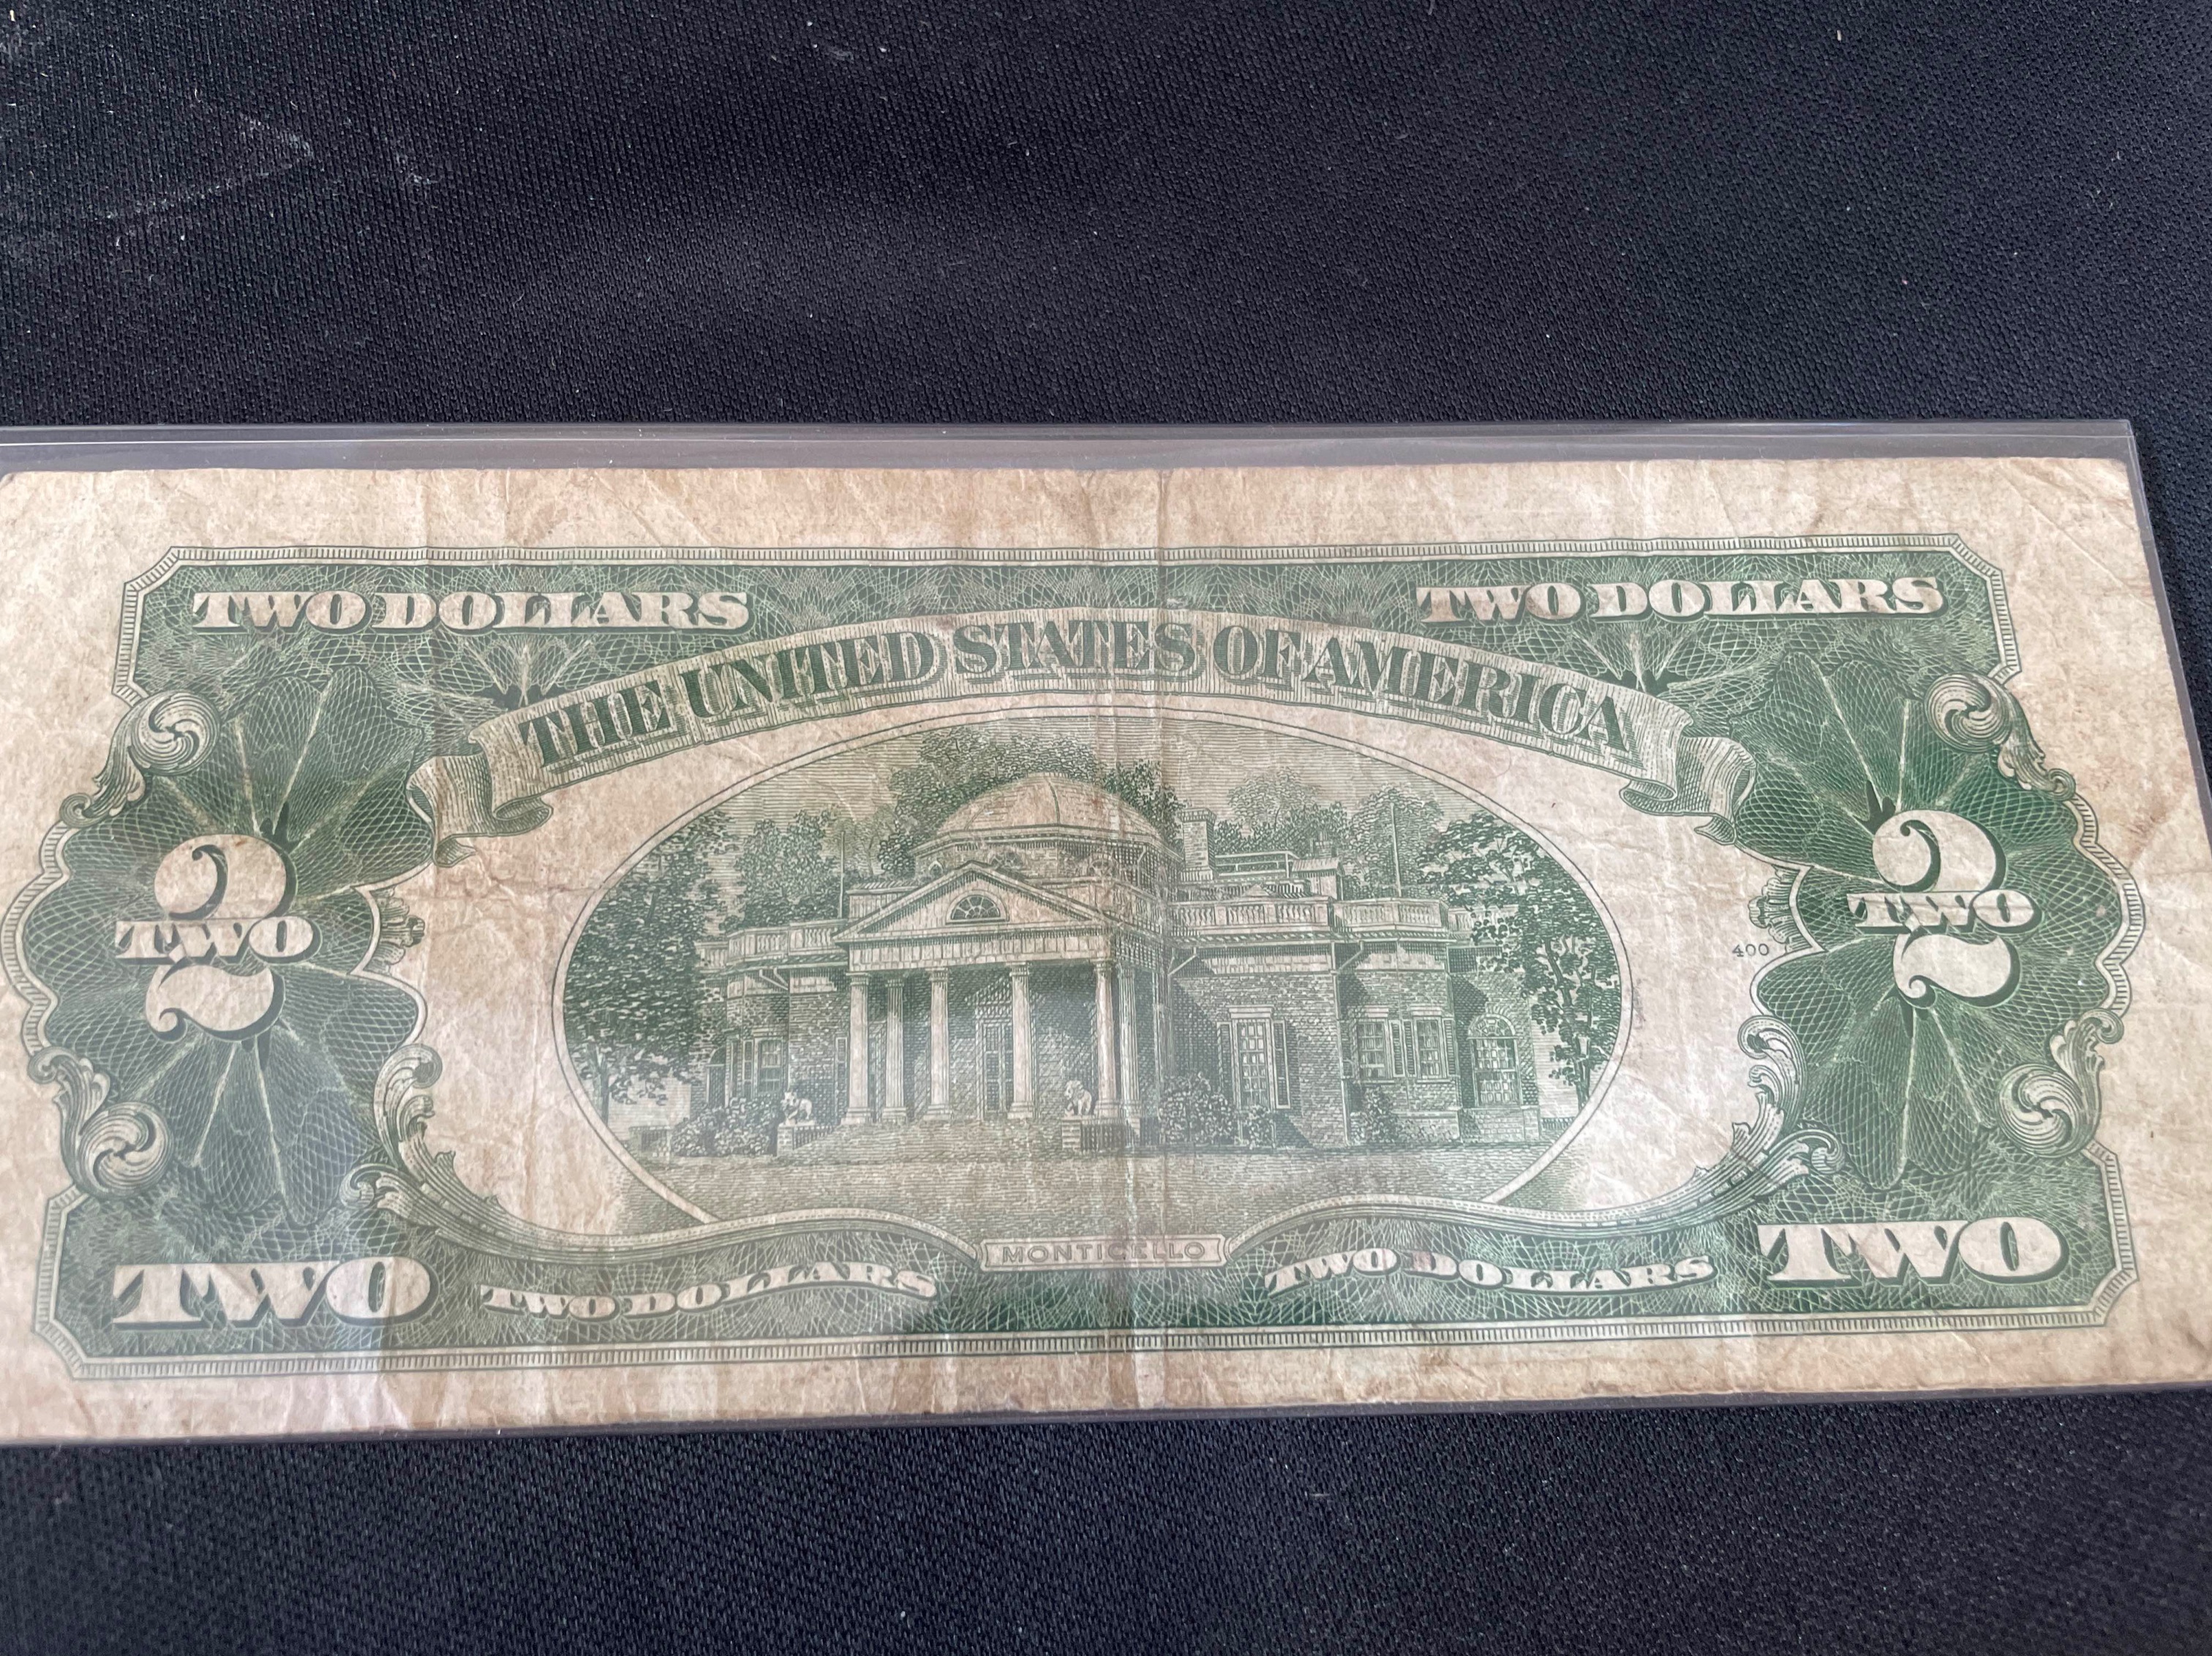 TWO DOLLARS TWO DOLLARS
THE UNITED STATES OF AMERICA
2 TWO 2 TWO
400
MONTICELLO
TWO TWO DOLLARS TWO DOLLARS TWO